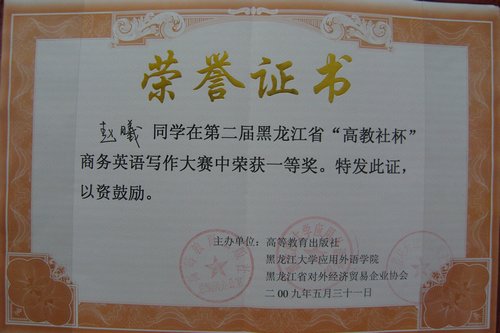 荣誉证书
赵曦 同学在第二届黑龙江省“高教社杯”
商务英语写作大赛中荣获一等奖。特发此证，
以资鼓励。
主办单位：高等教育出版社
黑龙江大学应用外语学院
黑龙江省对外经济贸易企业协会
二00九年五月三十一日